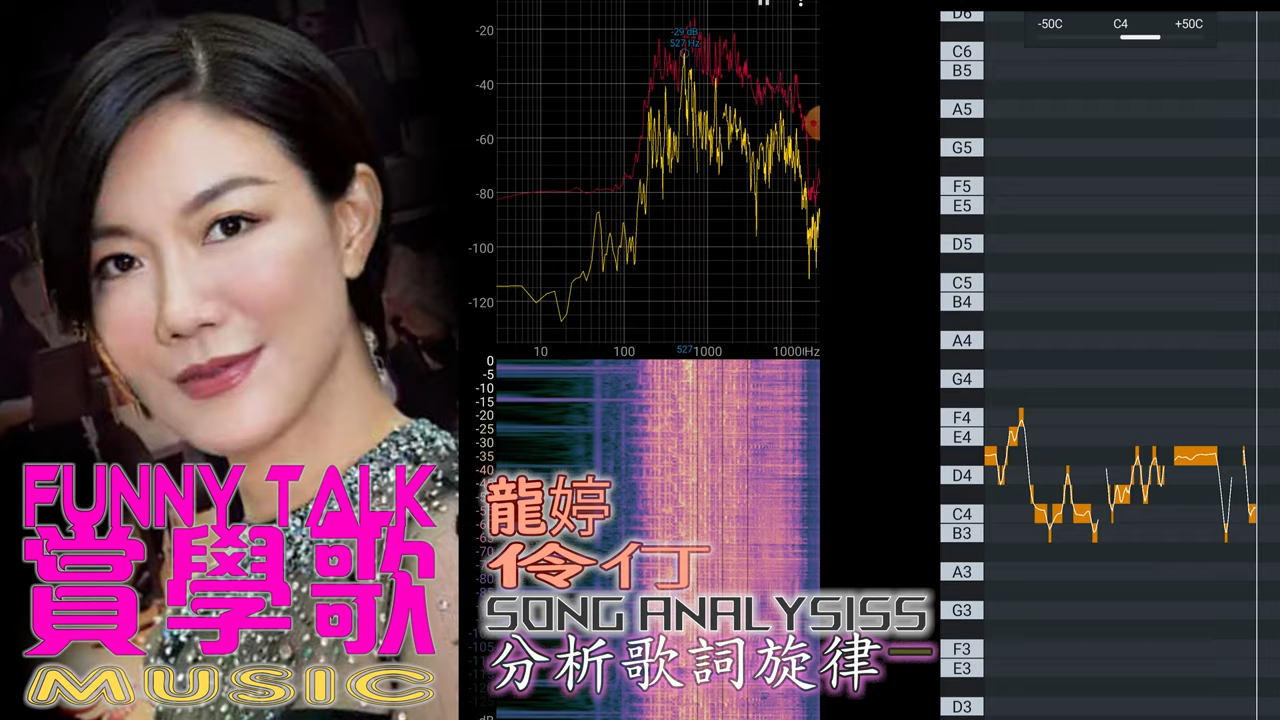 FUNNY TALK
賞學歌
MUSIC
-20
-40
-60
-80
-100
-120
-29 dB
527 Hz
10
100
527
1000
1000
Hz
0
-5
-10
-15
-20
-25
-30
-35
-40
龍婷
伶仃
SONG ANALYSISS
分析歌詞旋律一
-50C
C4
+50C
D6
C6
B5
A5
G5
F5
E5
D5
C5
B4
A4
G4
F4
E4
D4
C4
B3
A3
G3
F3
E3
D3